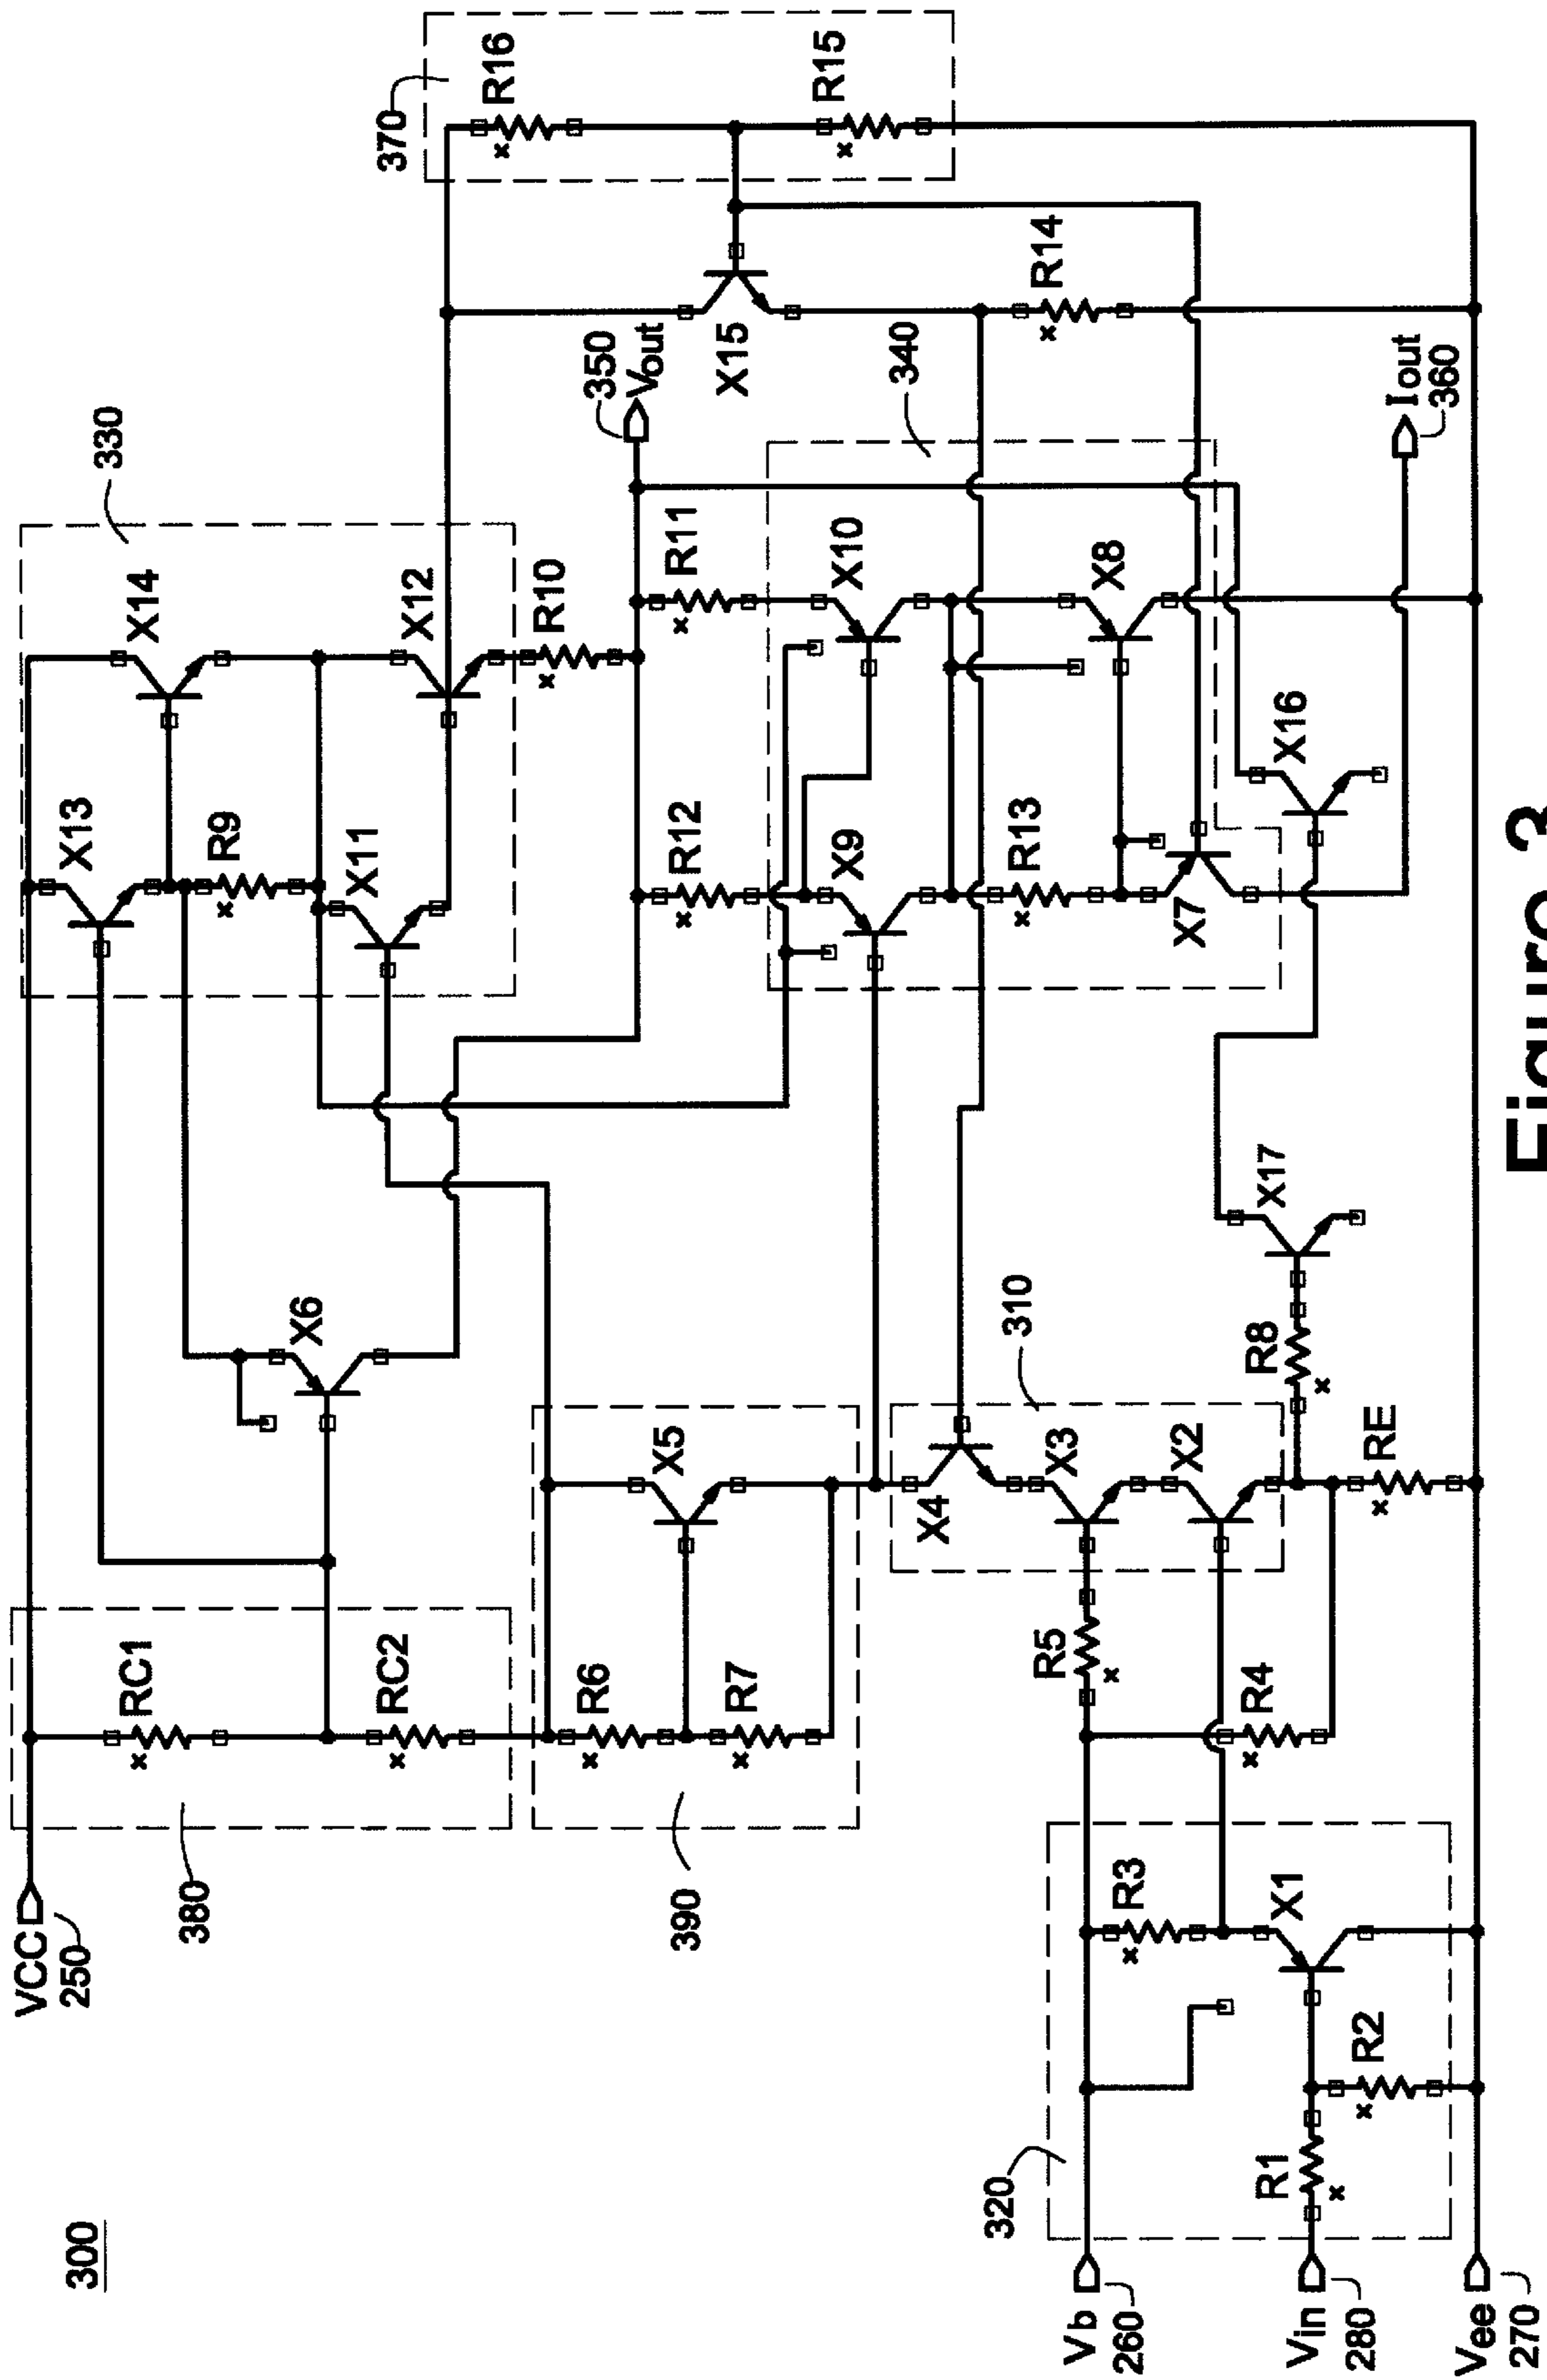 300
VCC
250
380
RC1
RC2
390
R6
R7
X5
X6
330
X13
X14
R9
X11
X12
R10
370
R16
R15
350
Vout
X15
R14
340
R12
R11
X9
X10
R13
X8
X7
X16
Iout
360
310
X4
X3
X2
R5
R4
R8
X17
RE
320
R3
X1
R1
R2
Vb
260
Vin
280
Vee
270
Figure 3